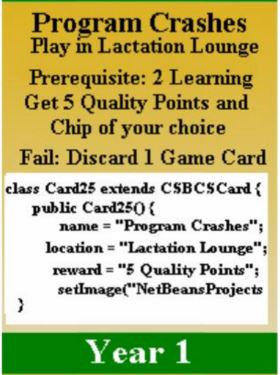 Program Crashes
Play in Lactation Lounge
Prerequisite: 2 Learning
Get 5 Quality Points and
Chip of your choice
Fail: Discard 1 Game Card
class Card25 extends CSBCSCard {
public Card25() {
name = "Program Crashes";
location = "Lactation Lounge";
reward = "5 Quality Points";
setImage("NetBeansProjects
}
Year 1